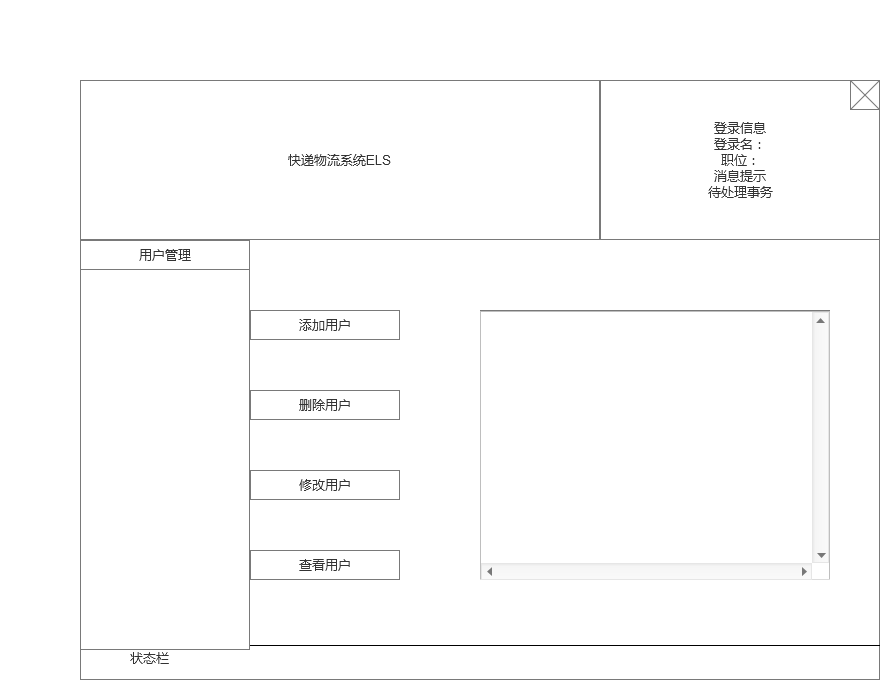 快递物流系统ELS
登录信息
登录名：
职位：
消息提示
待处理事务
用户管理
添加用户
删除用户
修改用户
查看用户
状态栏